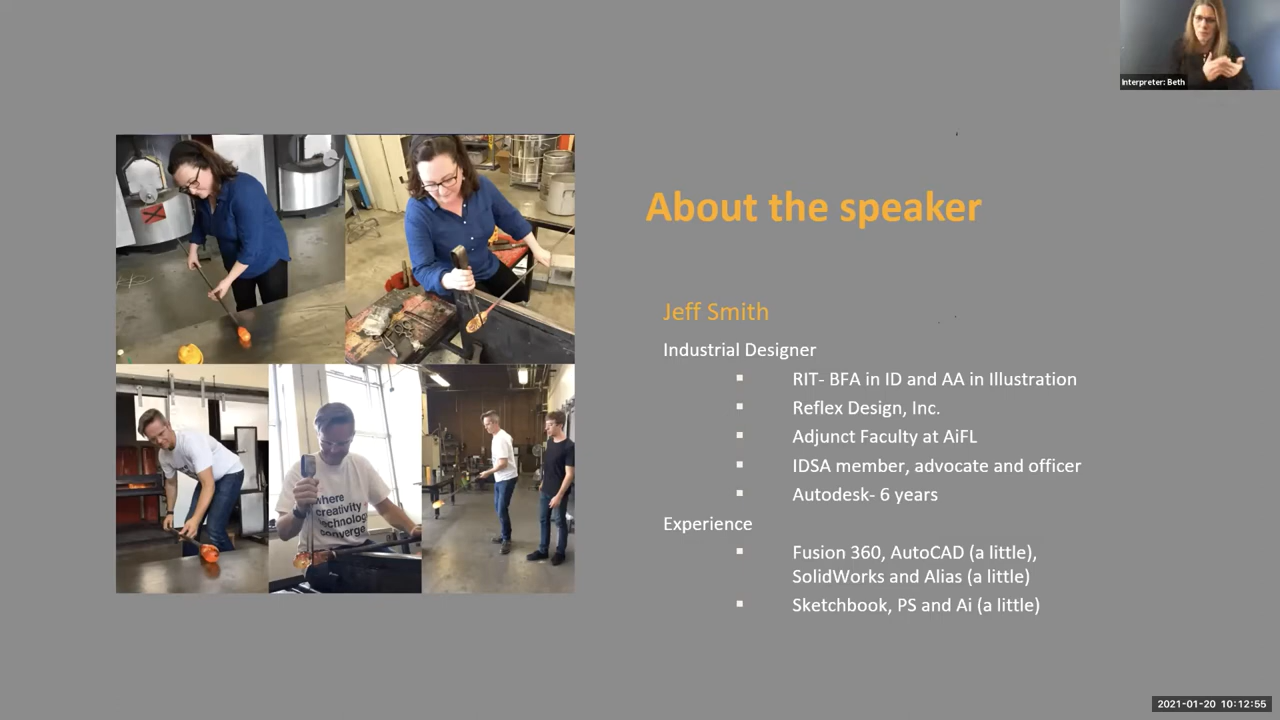 Interpreter: Beth
About the speaker
Jeff Smith
Industrial Designer
▪ RIT- BFA in ID and AA in Illustration
▪ Reflex Design, Inc.
▪ Adjunct Faculty at AiFL
▪ IDSA member, advocate and officer
▪ Autodesk- 6 years
Experience
▪ Fusion 360, AutoCAD (a little),
SolidWorks and Alias (a little)
▪ Sketchbook, PS and Ai (a little)
where
creativity
technology
converge
2021-01-20 10:12:55